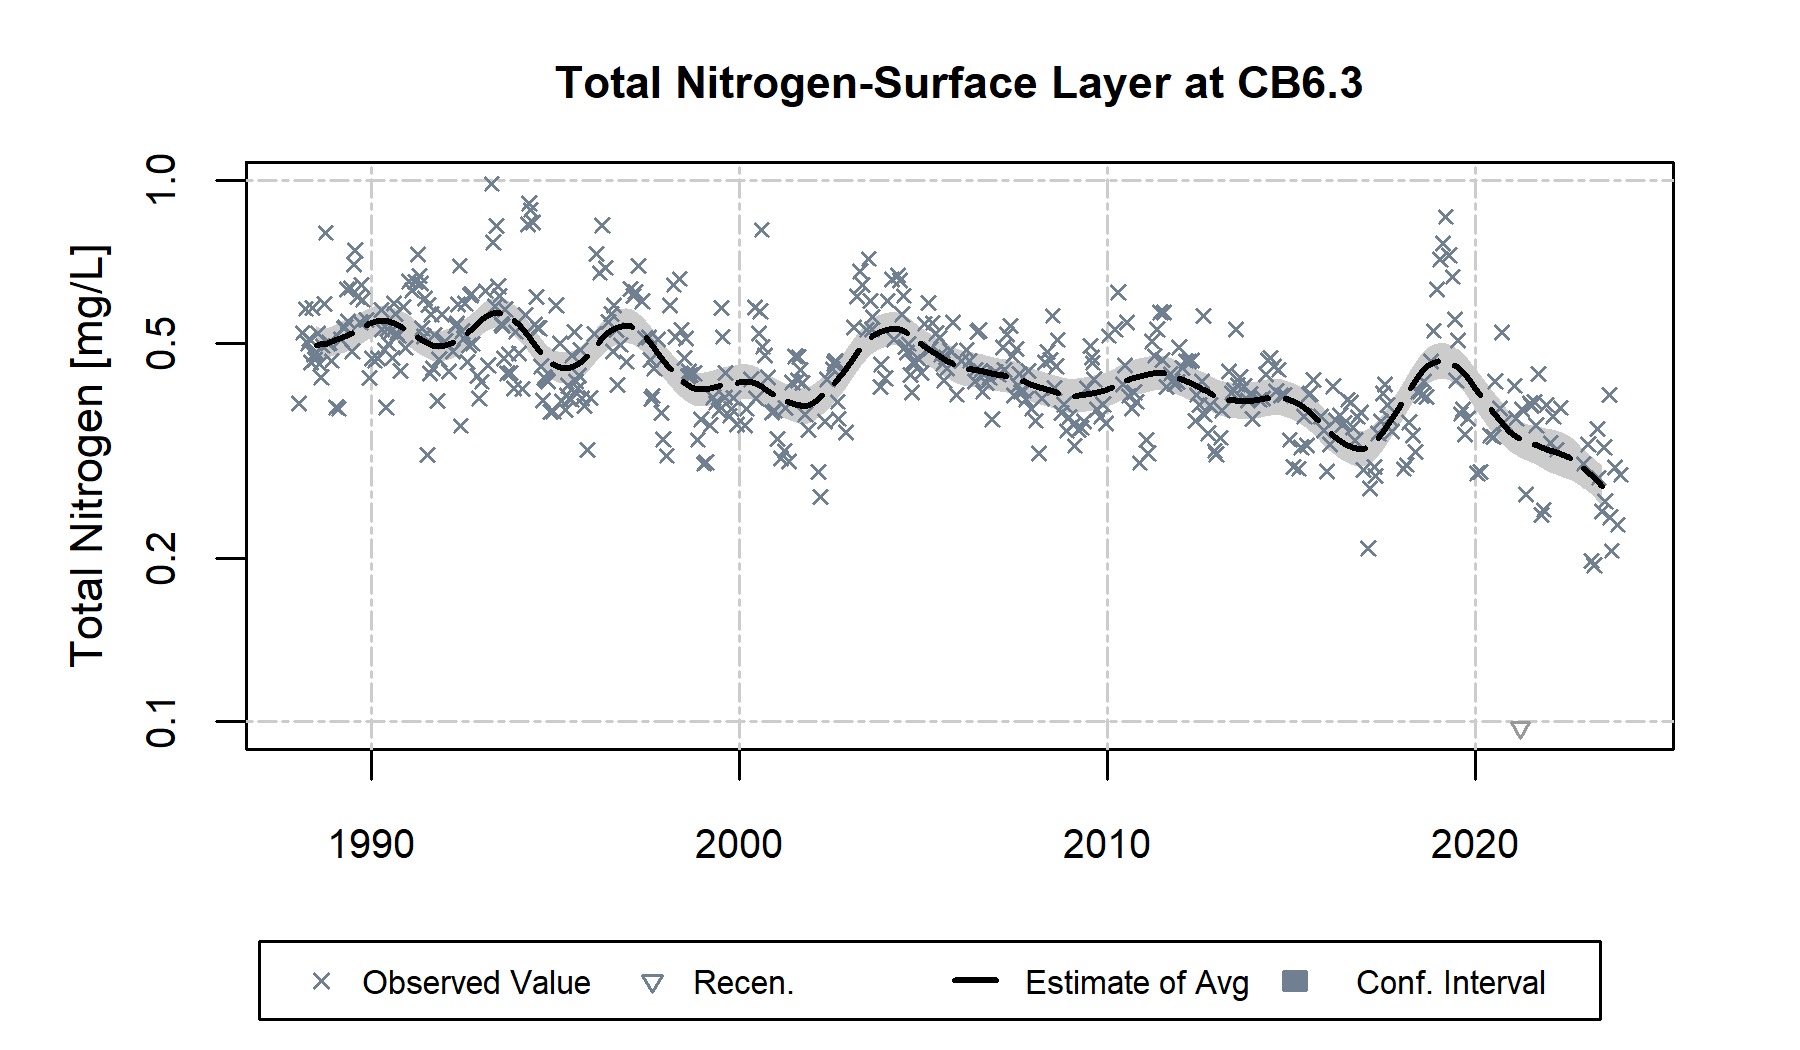 Total Nitrogen-Surface Layer at CB6.3
Total Nitrogen [mg/L]
1.0
0.5
0.2
0.1
1990 2000 2010 2020
Observed Value Recen. Estimate of Avg Conf. Interval